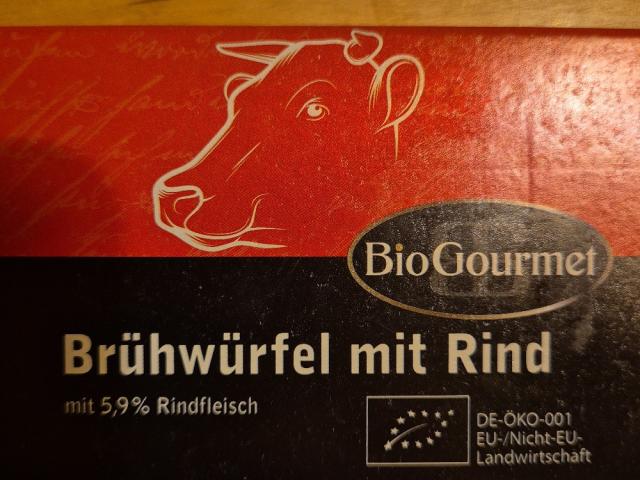 BioGourmet
Brühwürfel mit Rind
mit 5,9% Rindfleisch
DE-ÖKO-001
EU-/Nicht-EU-
Landwirtschaft